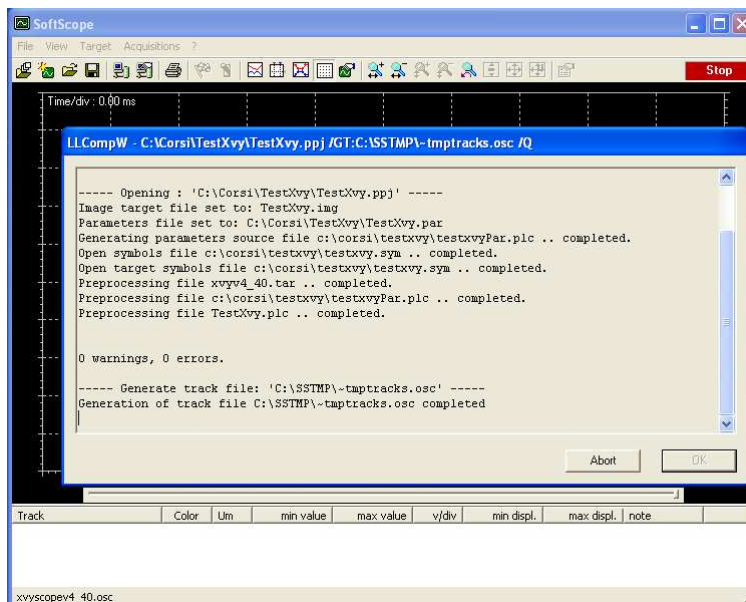 SoftScope
File View Target Acquisitions ?
Stop
Time/div : 0.00 ms
LLCompW - C:\Corsi\TestXvy\TestXvy.ppj /GT:C:\SSTMP\~tmptracks.osc /Q
----- Opening : 'C:\Corsi\TestXvy\TestXvy.ppj' -----
Image target file set to: TestXvy.img
Parameters file set to: C:\Corsi\TestXvy\TestXvy.par
Generating parameters source file c:\corsi\testxvy\testxvyPar.plc .. completed.
Open symbols file c:\corsi\testxvy\testxvy.sym .. completed.
Open target symbols file c:\corsi\testxvy\testxvy.sym .. completed.
Preprocessing file xvyv4_40.tar .. completed.
Preprocessing file c:\corsi\testxvy\testxvyPar.plc .. completed.
Preprocessing file TestXvy.plc .. completed.
0 warnings, 0 errors.
----- Generate track file: 'C:\SSTMP\~tmptracks.osc' -----
Generation of track file C:\SSTMP\~tmptracks.osc completed
Abort OK
Track Color Um min value max value v/div min displ. max displ. note
xvyscopev4_40.osc